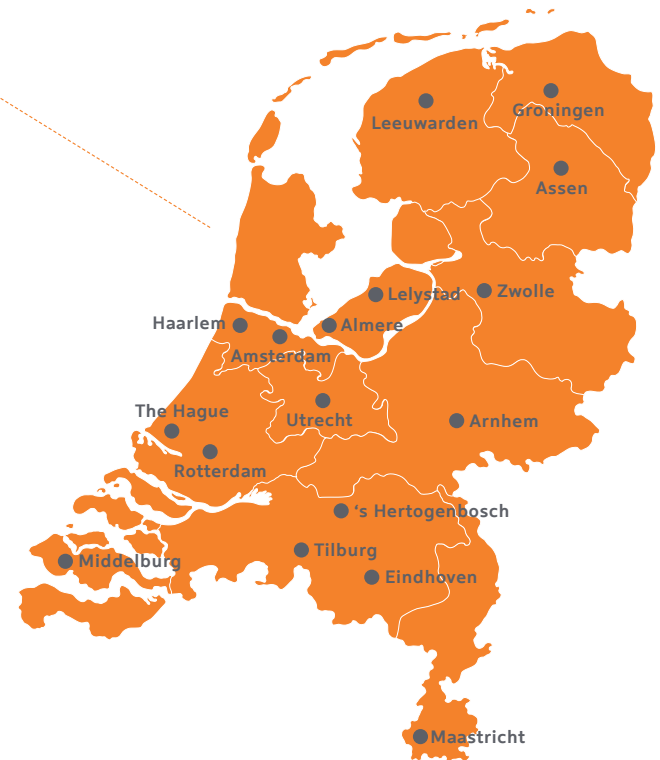 Groningen
Leeuwarden
Assen
Lelystad
Zwolle
Haarlem
Almere
Amsterdam
The Hague
Utrecht
Arnhem
Rotterdam
‘s Hertogenbosch
Tilburg
Middelburg
Eindhoven
Maastricht